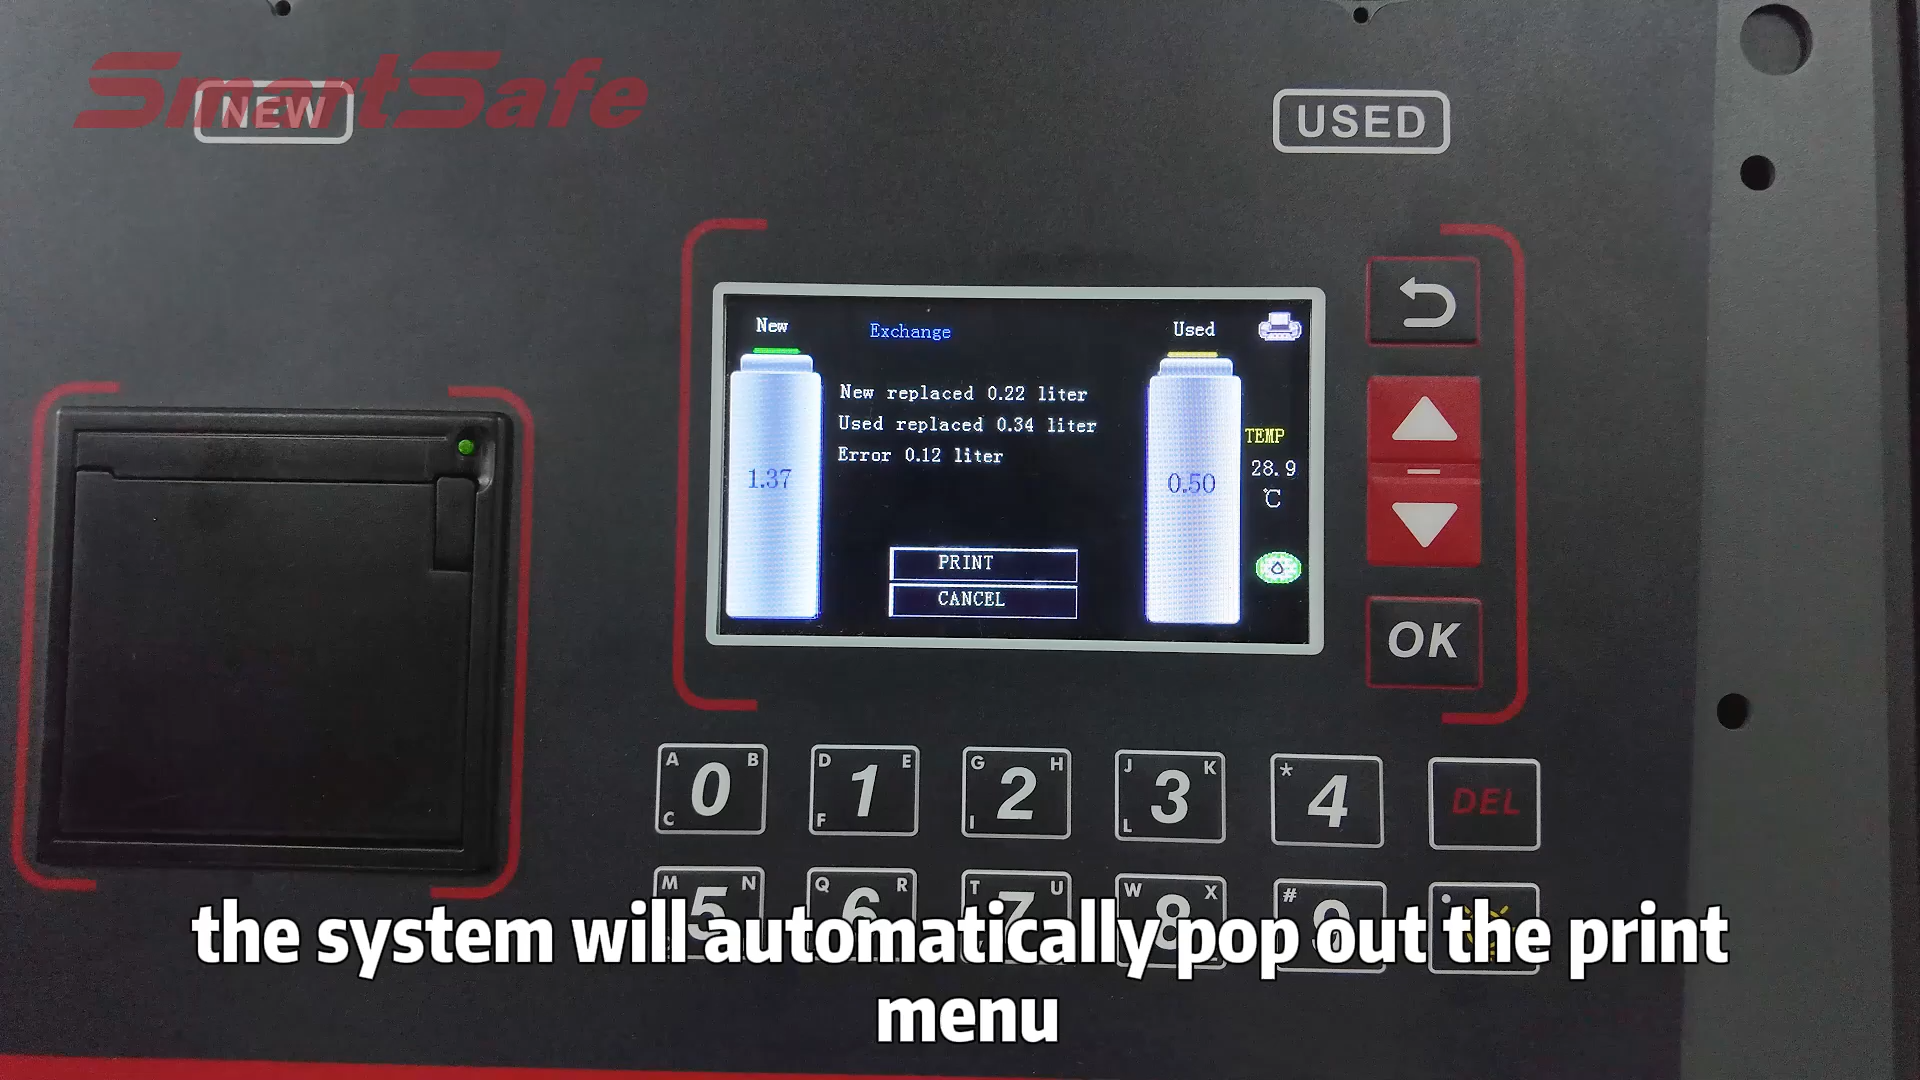 SmartSafe
NEW
USED
New
Exchange
Used
New replaced 0.22 liter
Used replaced 0.34 liter
Error 0.12 liter
1.37
0.50
TEMP
28.9
℃
PRINT
CANCEL
OK
A B
0
C
D E
1
F
G H
2
I
J K
3
L
*
4
DEL
M N
5
Q R
6
T U
7
W X
8
#
9
the system will automatically pop out the print
menu